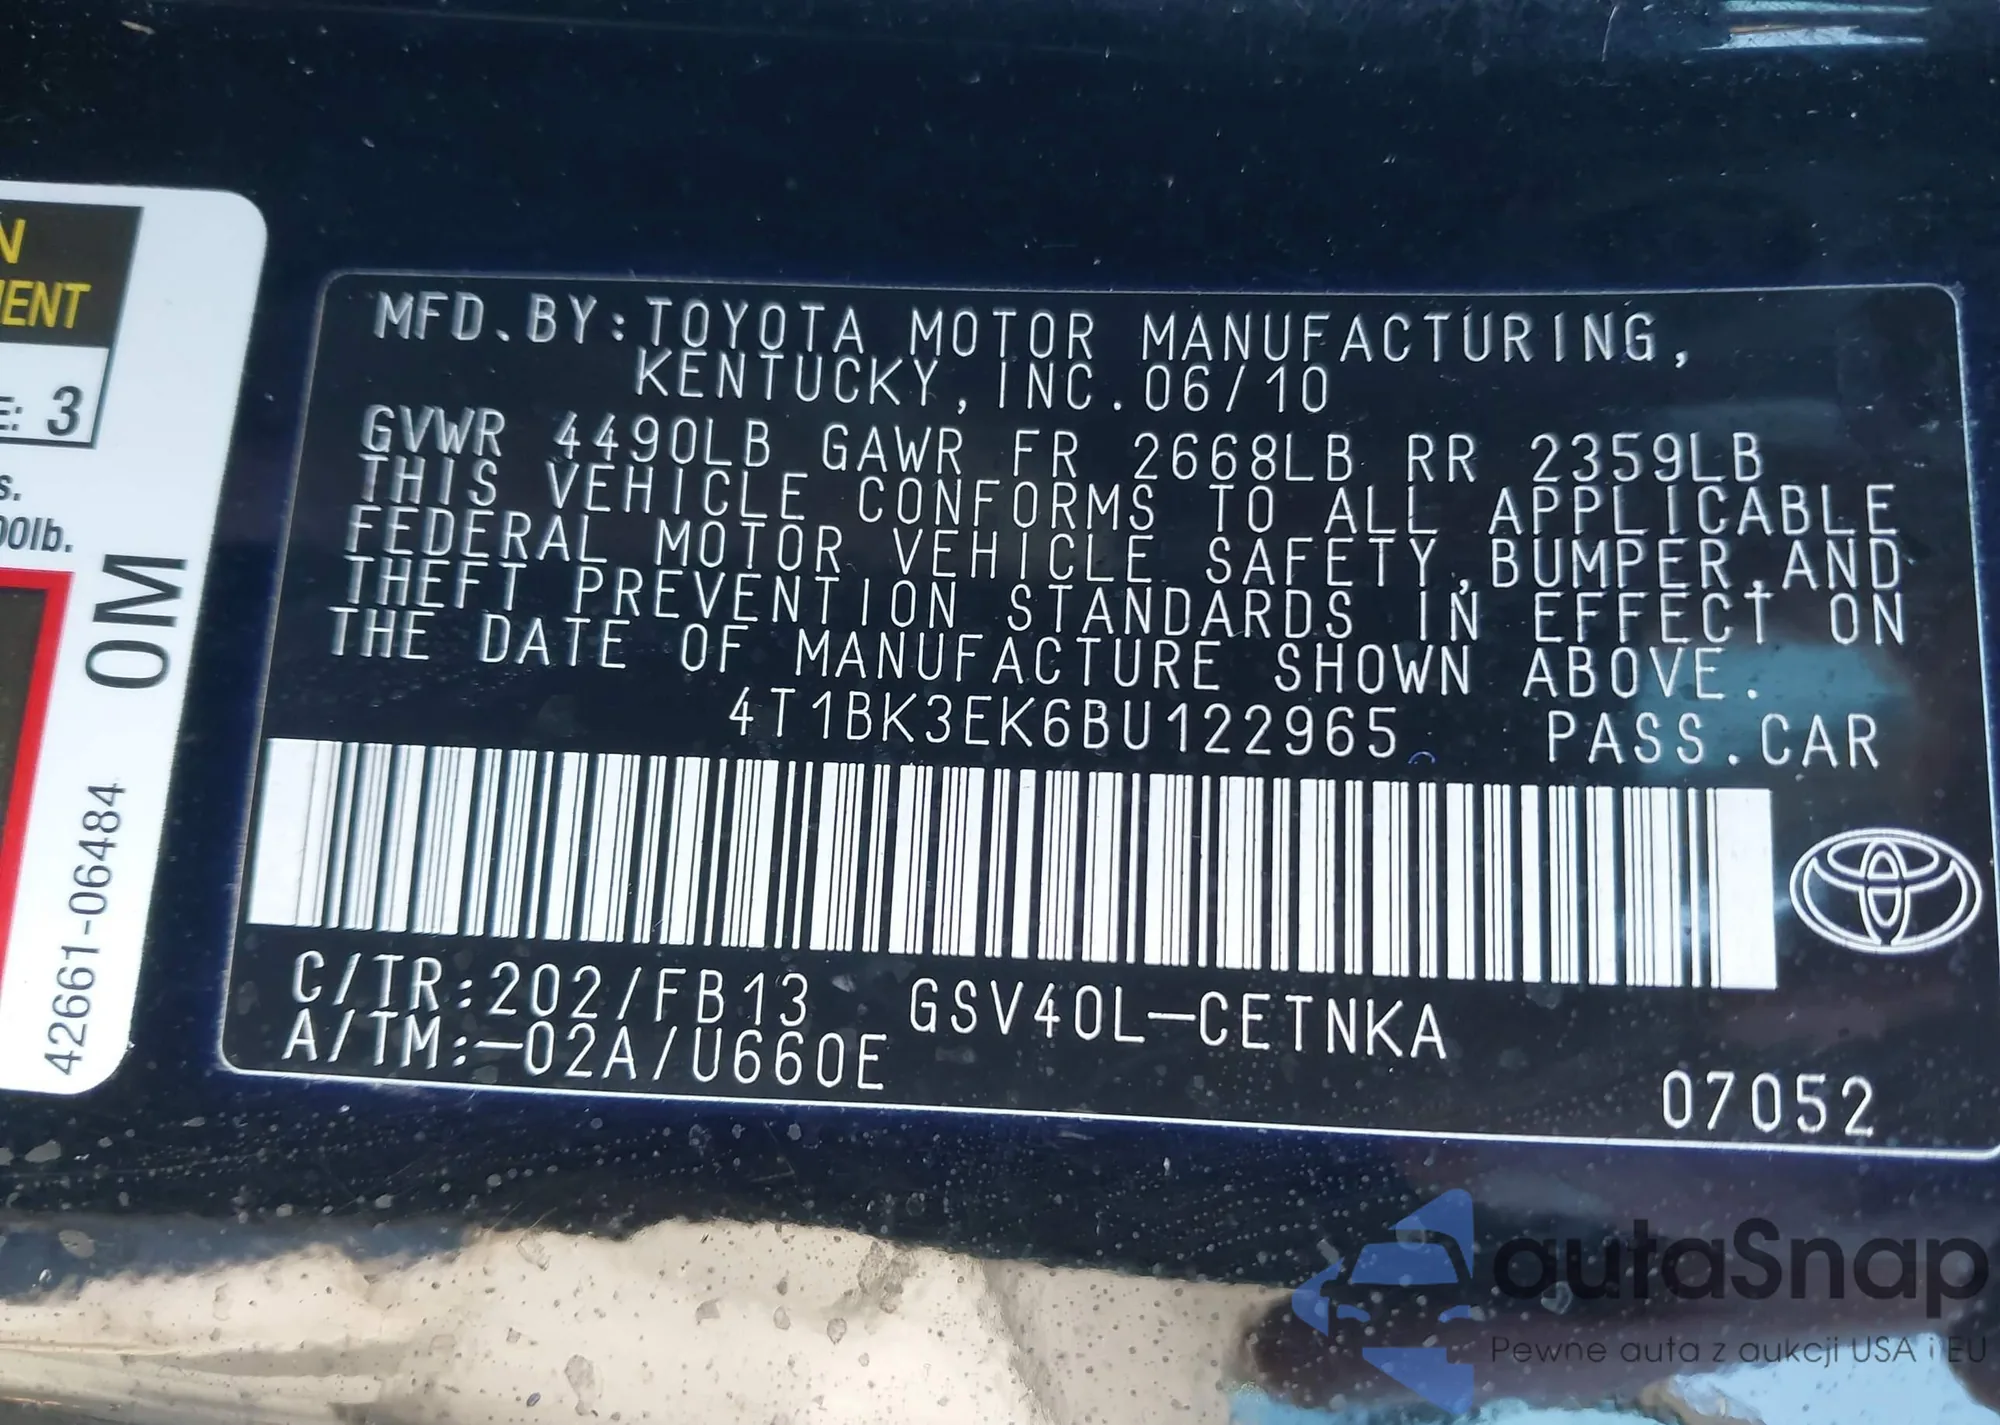 N
MENT
E: 3
s.
00lb.
0M
42661-06484
MFD.BY:TOYOTA MOTOR MANUFACTURING,
KENTUCKY,INC.06/10
GVWR 4490LB GAWR FR 2668LB RR 2359LB
THIS VEHICLE CONFORMS TO ALL APPLICABLE
FEDERAL MOTOR VEHICLE SAFETY,BUMPER,AND
THEFT PREVENTION STANDARDS IN EFFECT ON
THE DATE OF MANUFACTURE SHOWN ABOVE.
4T1BK3EK6BU122965 PASS.CAR
C/TR:202/FB13 GSV40L-CETNKA
A/TM:-02A/U660E
07052
autaSnap
Pewne auta z aukcji USA i EU